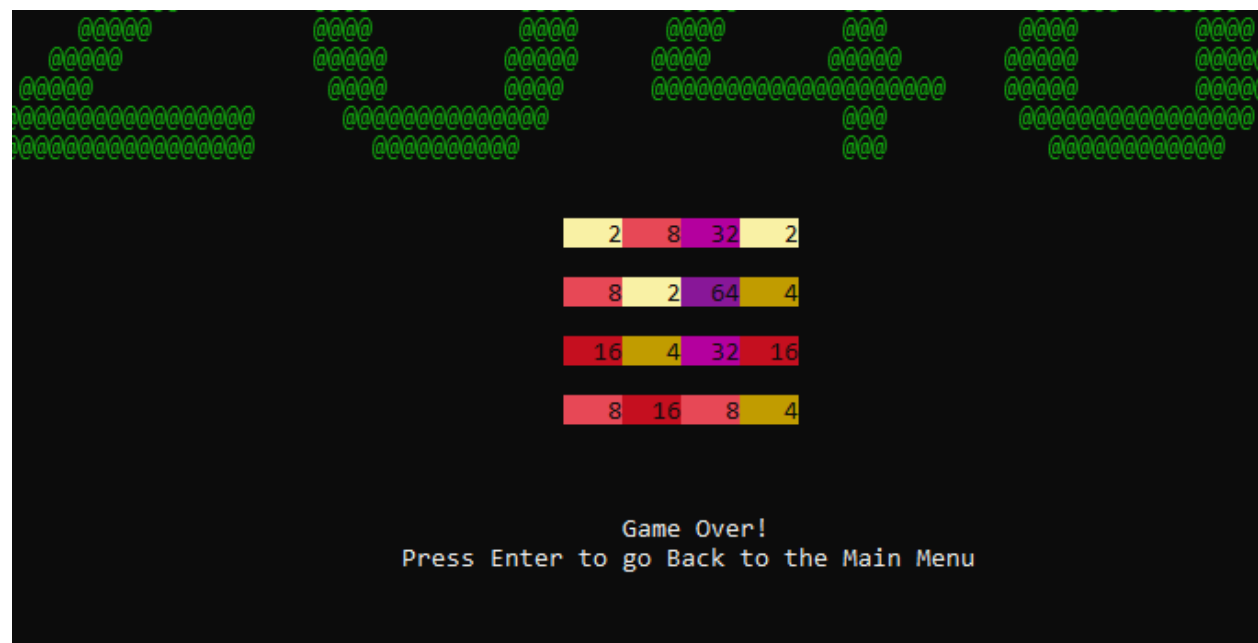 2 8 32 2
8 2 64 4
16 4 32 16
8 16 8 4
Game Over!
Press Enter to go Back to the Main Menu